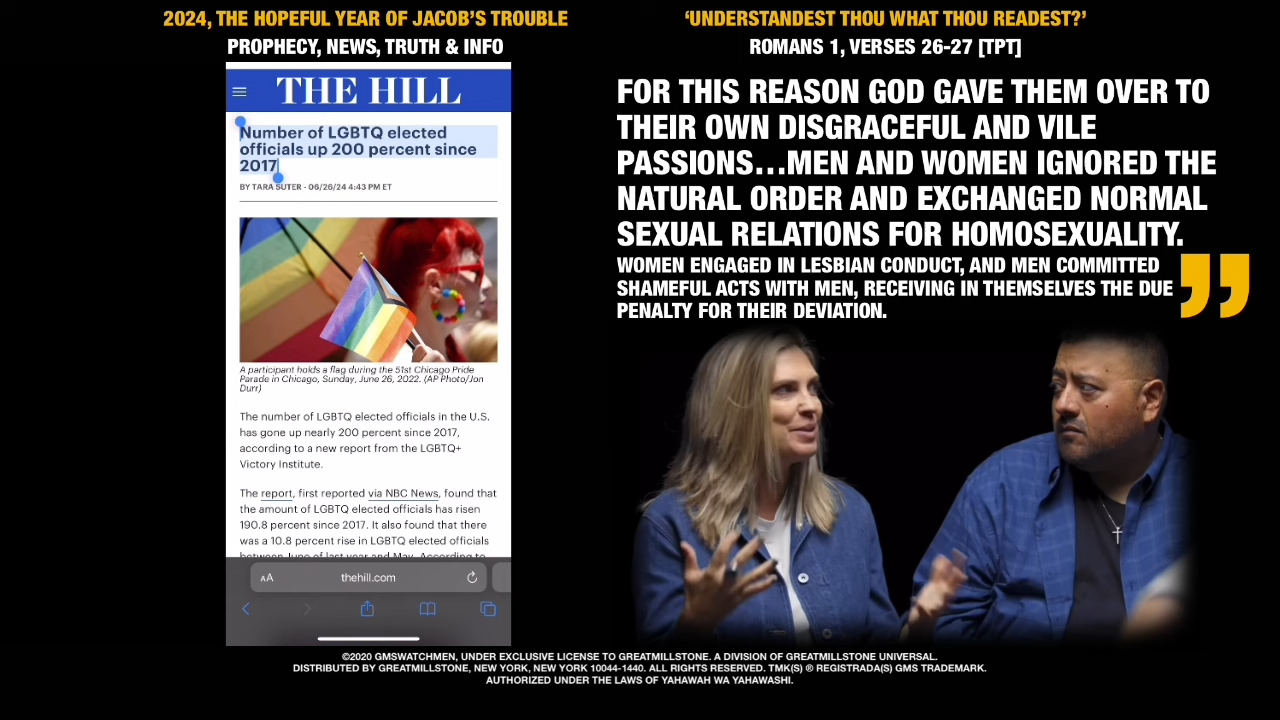 2024, THE HOPEFUL YEAR OF JACOB'S TROUBLE
PROPHECY, NEWS, TRUTH & INFO
THE HILL
Number of LGBTQ elected
officials up 200 percent since
2017
BY TARA SUTER - 06/26/24 4:43 PM ET
A participant holds a flag during the 51st Chicago Pride
Parade in Chicago, Sunday, June 26, 2022. (AP Photo/Jon
Durr)
The number of LGBTQ elected officials in the U.S.
has gone up nearly 200 percent since 2017,
according to a new report from the LGBTQ+
Victory Institute.
The report, first reported via NBC News, found that
the amount of LGBTQ elected officials has risen
190.8 percent since 2017. It also found that there
was a 10.8 percent rise in LGBTQ elected officials
between June of last year and May. According to
AA thehill.com
'UNDERSTANDEST THOU WHAT THOU READEST?'
ROMANS 1, VERSES 26-27 [TPT]
FOR THIS REASON GOD GAVE THEM OVER TO
THEIR OWN DISGRACEFUL AND VILE
PASSIONS...MEN AND WOMEN IGNORED THE
NATURAL ORDER AND EXCHANGED NORMAL
SEXUAL RELATIONS FOR HOMOSEXUALITY.
WOMEN ENGAGED IN LESBIAN CONDUCT, AND MEN COMMITTED
SHAMEFUL ACTS WITH MEN, RECEIVING IN THEMSELVES THE DUE
PENALTY FOR THEIR DEVIATION.
”
©2020 GMSWATCHMEN, UNDER EXCLUSIVE LICENSE TO GREATMILLSTONE. A DIVISION OF GREATMILLSTONE UNIVERSAL.
DISTRIBUTED BY GREATMILLSTONE, NEW YORK, NEW YORK 10044-1440. ALL RIGHTS RESERVED. TMK(S) ® REGISTRADA(S) GMS TRADEMARK.
AUTHORIZED UNDER THE LAWS OF YAHAWAH WA YAHAWASHI.